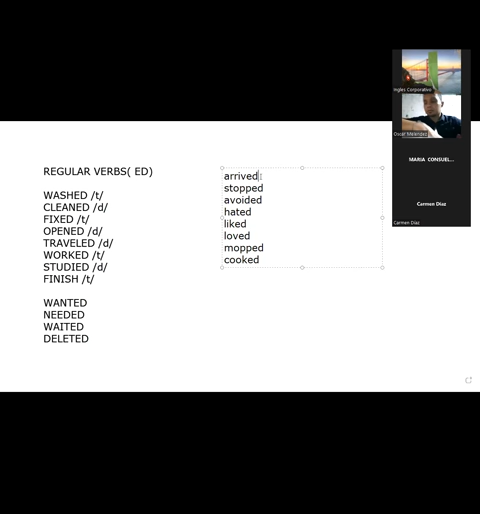 REGULAR VERBS( ED)
WASHED /t/
CLEANED /d/
FIXED /t/
OPENED /d/
TRAVELED /d/
WORKED /t/
STUDIED /d/
FINISH /t/
WANTED
NEEDED
WAITED
DELETED
arrived
stopped
avoided
hated
liked
loved
mopped
cooked
Ingles Corporativo
Oscar Melendez
MARIA CONSUEL...
Carmen Diaz
Carmen Diaz